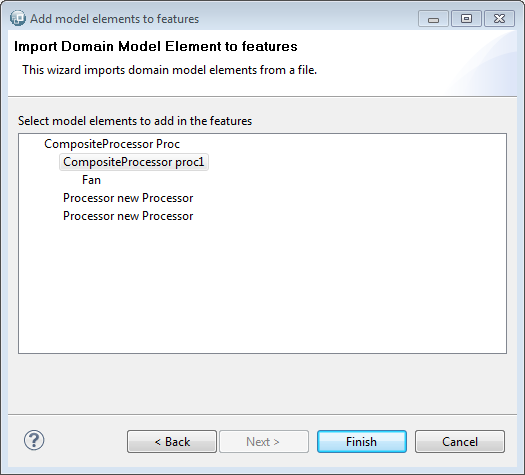 Add model elements to features
Import Domain Model Element to features
This wizard imports domain model elements from a file.
Select model elements to add in the features
CompositeProcessor Proc
CompositeProcessor proc1
Fan
Processor new Processor
Processor new Processor
?
< Back
Next >
Finish
Cancel